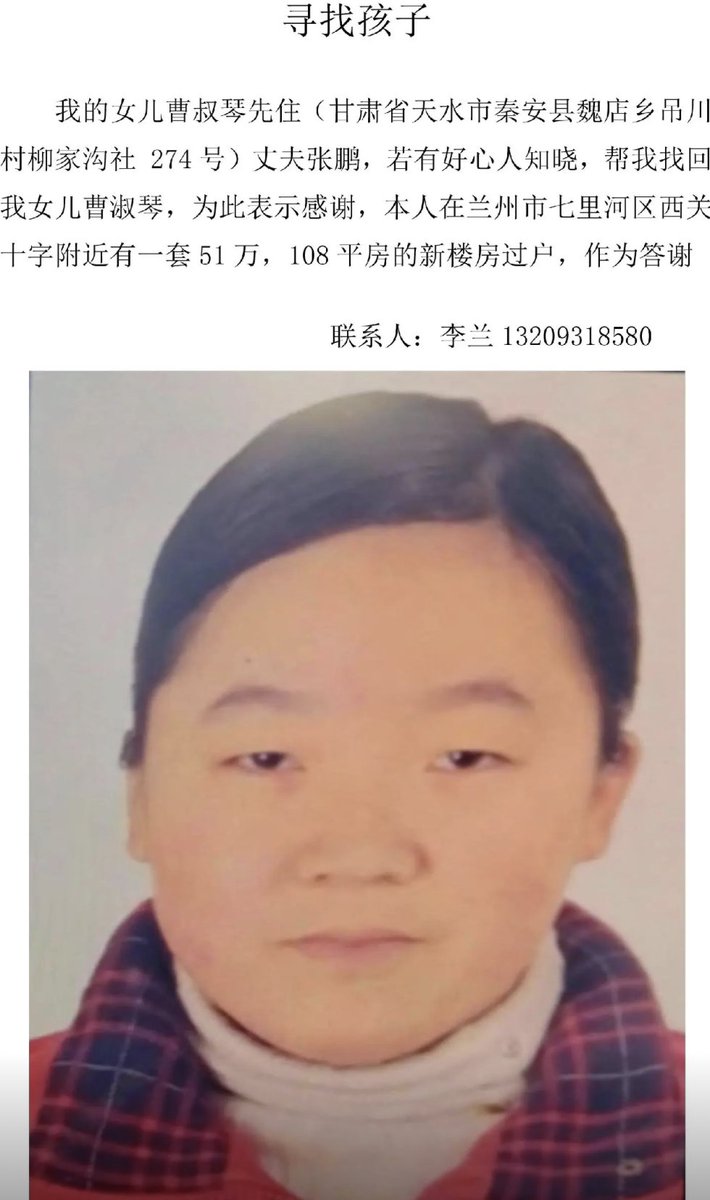 寻找孩子
我的女儿曹叔琴先住（甘肃省天水市秦安县魏店乡吊川
村柳家沟社 274 号）丈夫张鹏，若有好心人知晓，帮我找回
我女儿曹淑琴，为此表示感谢，本人在兰州市七里河区西关
十字附近有一套 51 万，108 平房的新楼房过户，作为答谢
联系人：李兰 13209318580